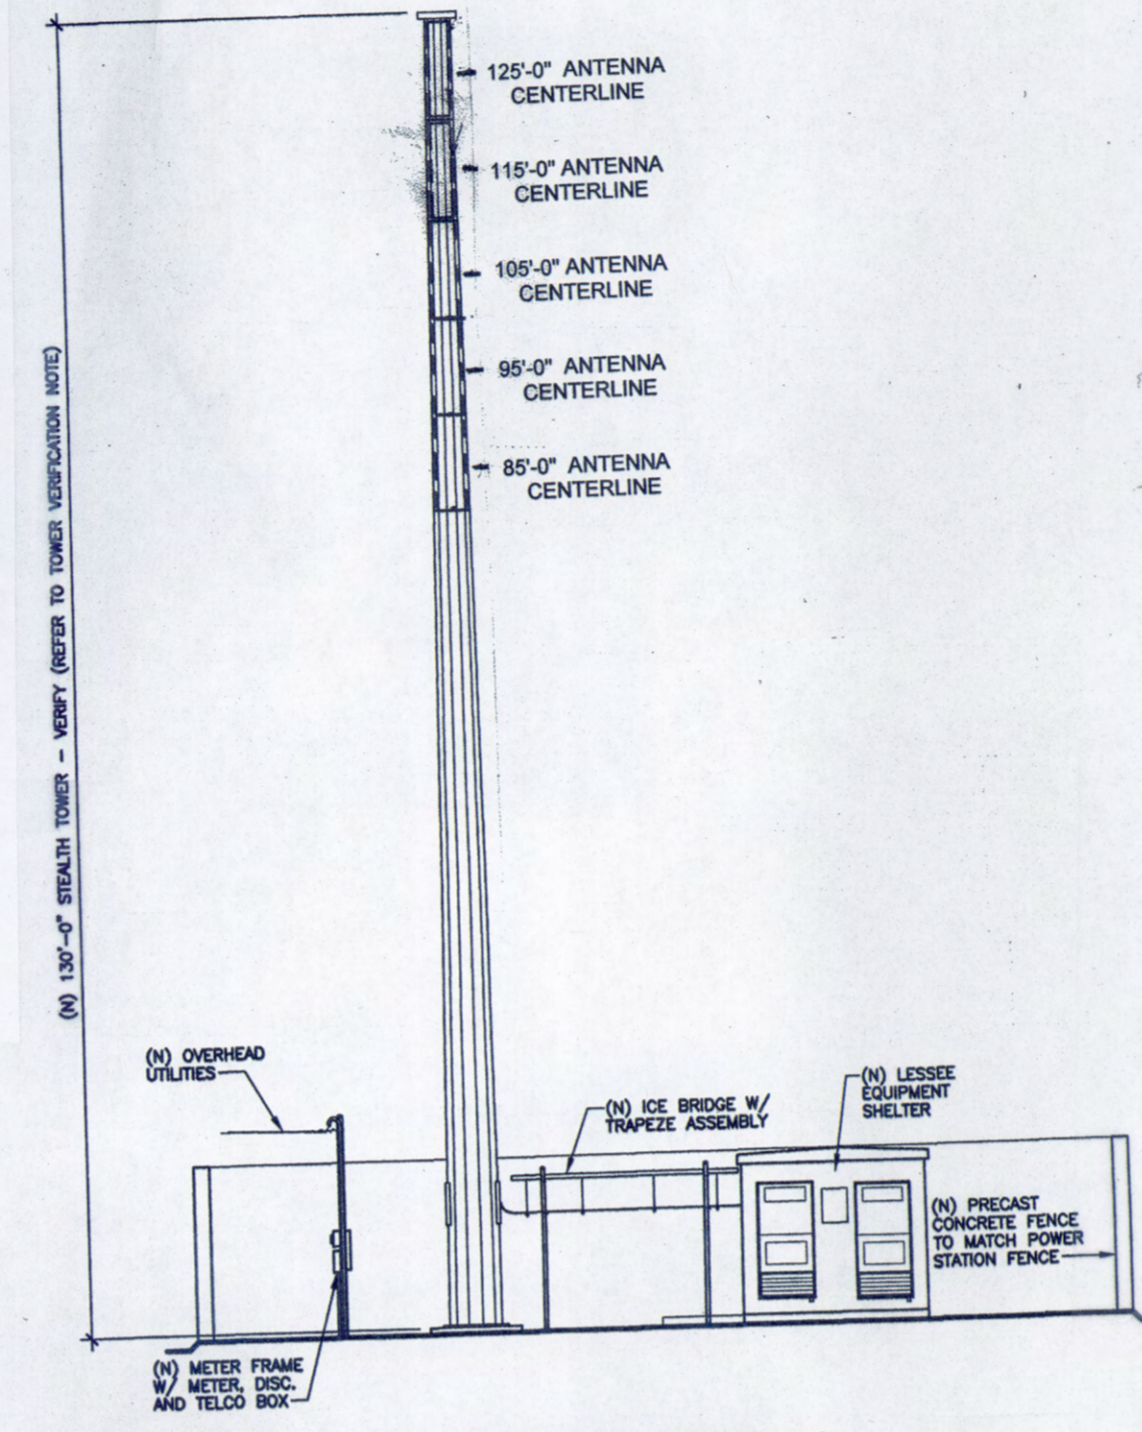 125'-0" ANTENNA
CENTERLINE
115'-0" ANTENNA
CENTERLINE
105'-0" ANTENNA
CENTERLINE
95'-0" ANTENNA
CENTERLINE
85'-0" ANTENNA
CENTERLINE
(N) 130'-0" STEALTH TOWER - VERIFY (REFER TO TOWER VERIFICATION NOTE)
(N) OVERHEAD
UTILITIES
(N) ICE BRIDGE W/
TRAPEZE ASSEMBLY
(N) LESSEE
EQUIPMENT
SHELTER
(N) PRECAST
CONCRETE FENCE
TO MATCH POWER
STATION FENCE
(N) METER FRAME
W/ METER, DISC.
AND TELCO BOX